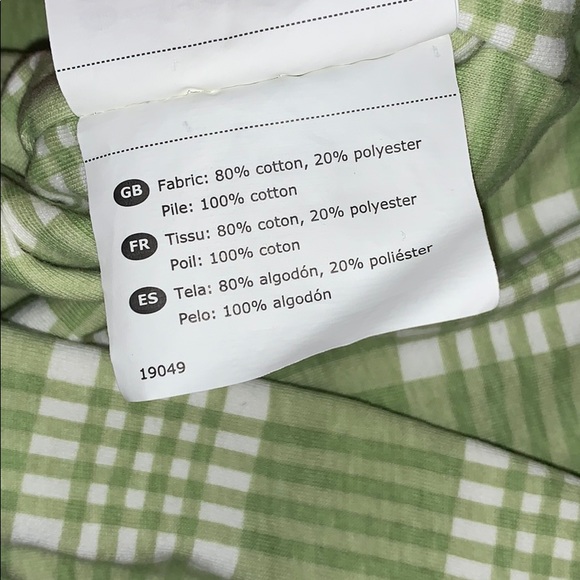 GB Fabric: 80% cotton, 20% polyester
Pile: 100% cotton
FR Tissu: 80% coton, 20% polyester
Poil: 100% coton
ES Tela: 80% algodón, 20% poliéster
Pelo: 100% algodón
19049